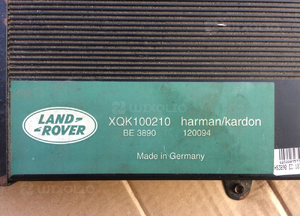 LAND
ROVER
XQK100210 harman/kardon
BE 3890 120094
Made in Germany